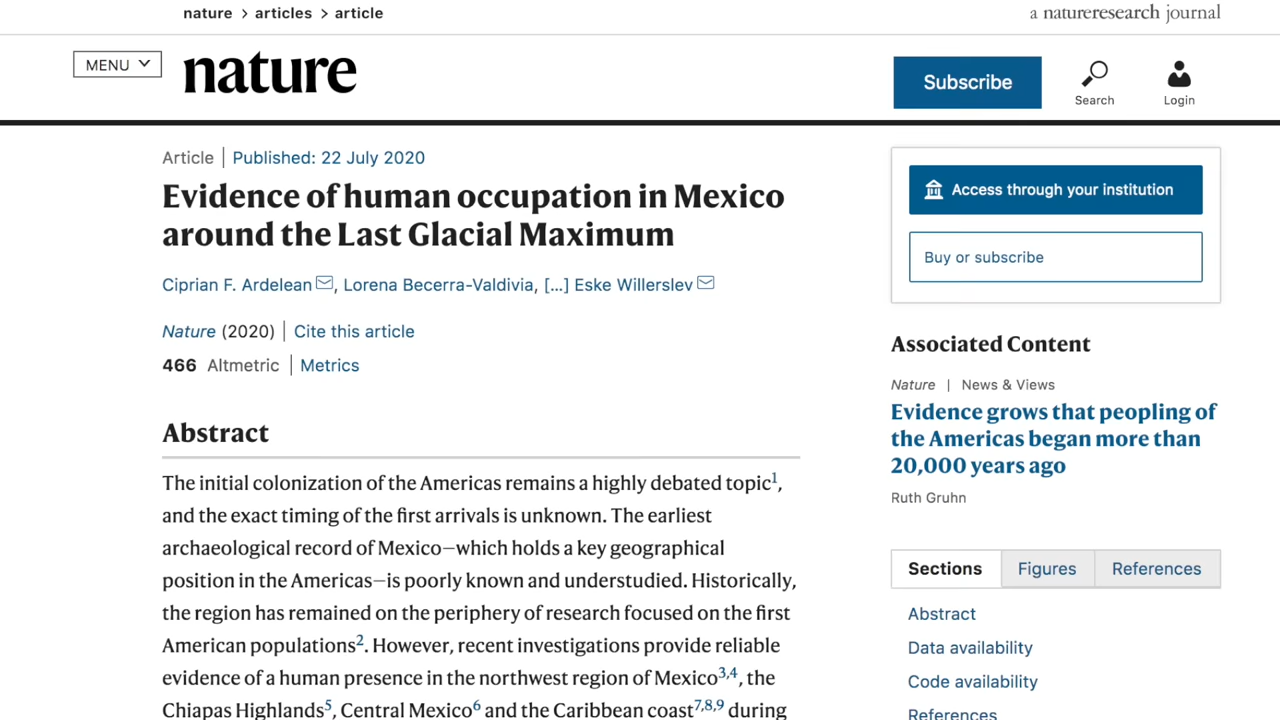 nature > articles > article
a natureresearch journal
MENU
nature
Subscribe
Search
Login
Article | Published: 22 July 2020
Evidence of human occupation in Mexico
around the Last Glacial Maximum
Ciprian F. Ardelean, Lorena Becerra-Valdivia, [...] Eske Willerslev
Nature (2020) | Cite this article
466 Altmetric | Metrics
Abstract
The initial colonization of the Americas remains a highly debated topic1,
and the exact timing of the first arrivals is unknown. The earliest
archaeological record of Mexico—which holds a key geographical
position in the Americas—is poorly known and understudied. Historically,
the region has remained on the periphery of research focused on the first
American populations2. However, recent investigations provide reliable
evidence of a human presence in the northwest region of Mexico3,4, the
Chiapas Highlands5, Central Mexico6 and the Caribbean coast7,8,9 during
Access through your institution
Buy or subscribe
Associated Content
Nature | News & Views
Evidence grows that peopling of
the Americas began more than
20,000 years ago
Ruth Gruhn
Sections
Figures
References
Abstract
Data availability
Code availability
References